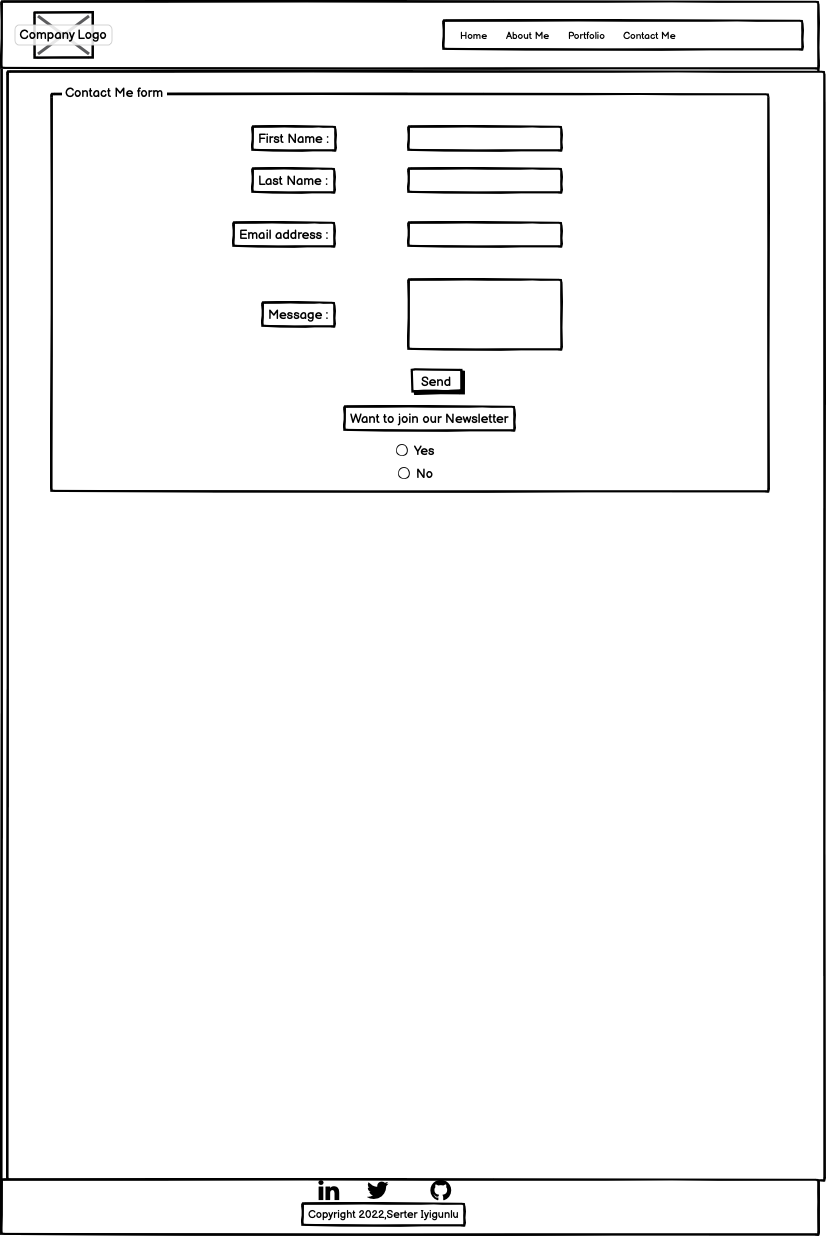 Company Logo
Home About Me Portfolio Contact Me
Contact Me form
First Name :
Last Name :
Email address :
Message :
Send
Want to join our Newsletter
Yes
No
in
Copyright 2022,Serter Iyigunlu